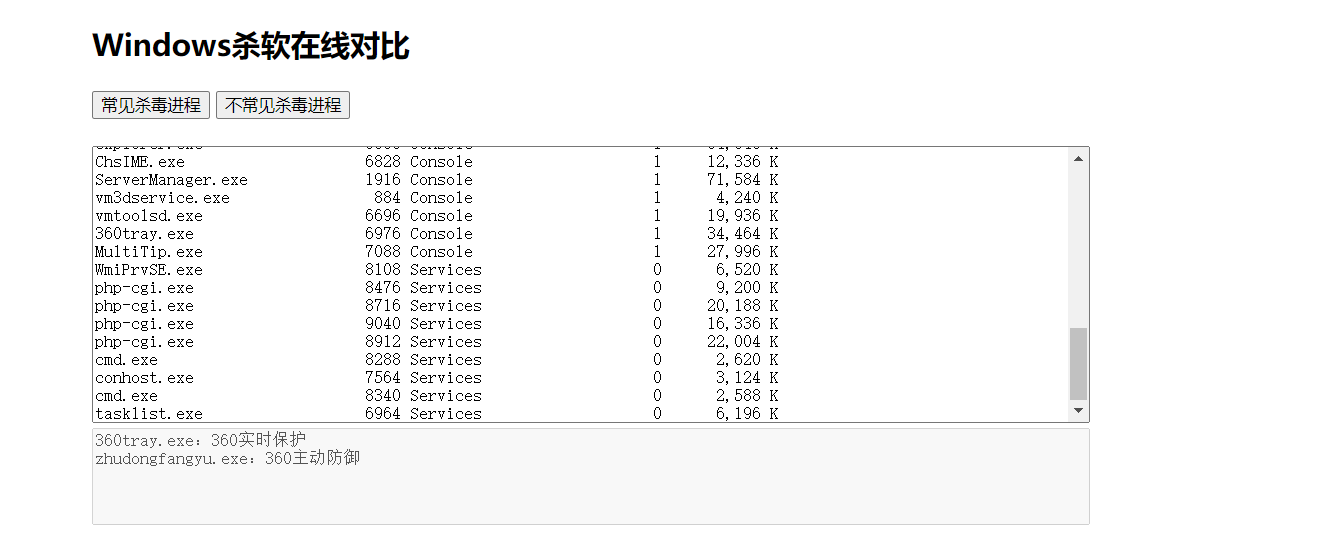 Windows杀软在线对比
常见杀毒进程 不常见杀毒进程
ChsIME.exe 6828 Console 1 12,336 K
ServerManager.exe 1916 Console 1 71,584 K
vm3dservice.exe 884 Console 1 4,240 K
vmtoolsd.exe 6696 Console 1 19,936 K
360tray.exe 6976 Console 1 34,464 K
MultiTip.exe 7088 Console 1 27,996 K
WmiPrvSE.exe 8108 Services 0 6,520 K
php-cgi.exe 8476 Services 0 9,200 K
php-cgi.exe 8716 Services 0 20,188 K
php-cgi.exe 9040 Services 0 16,336 K
php-cgi.exe 8912 Services 0 22,004 K
cmd.exe 8288 Services 0 2,620 K
conhost.exe 7564 Services 0 3,124 K
cmd.exe 8340 Services 0 2,588 K
tasklist.exe 6964 Services 0 6,196 K
360tray.exe：360实时保护
zhudongfangyu.exe：360主动防御